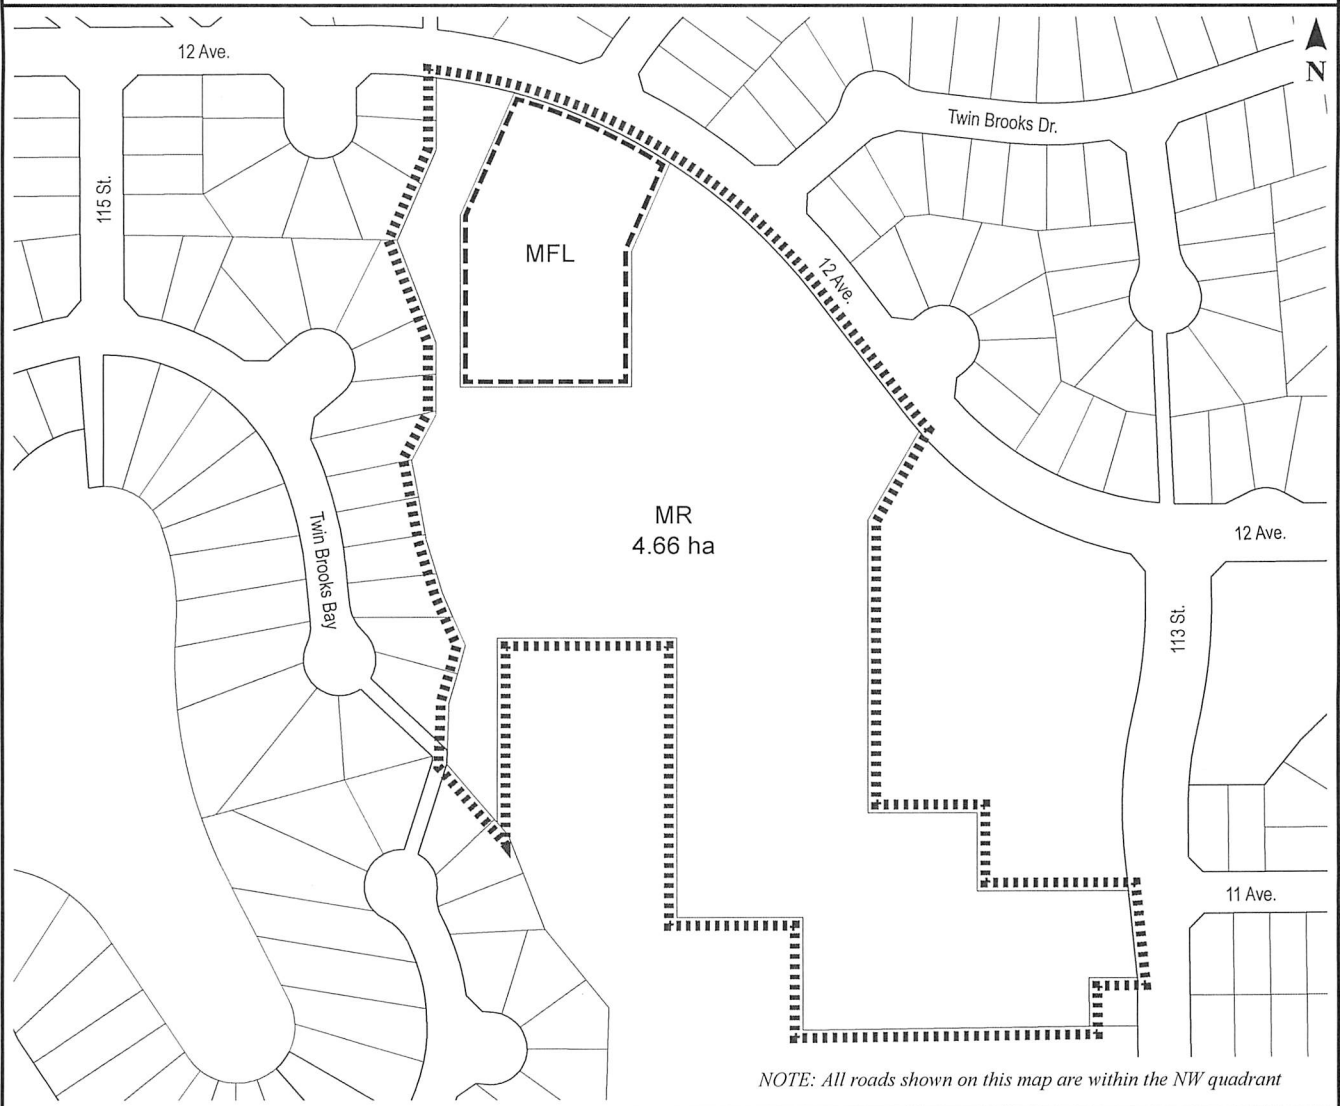 12 Ave.
N
Twin Brooks Dr.
115 St.
MFL
12 Ave.
MR
4.66 ha
Twin Brooks Bay
12 Ave.
113 St.
11 Ave.
NOTE: All roads shown on this map are within the NW quadrant